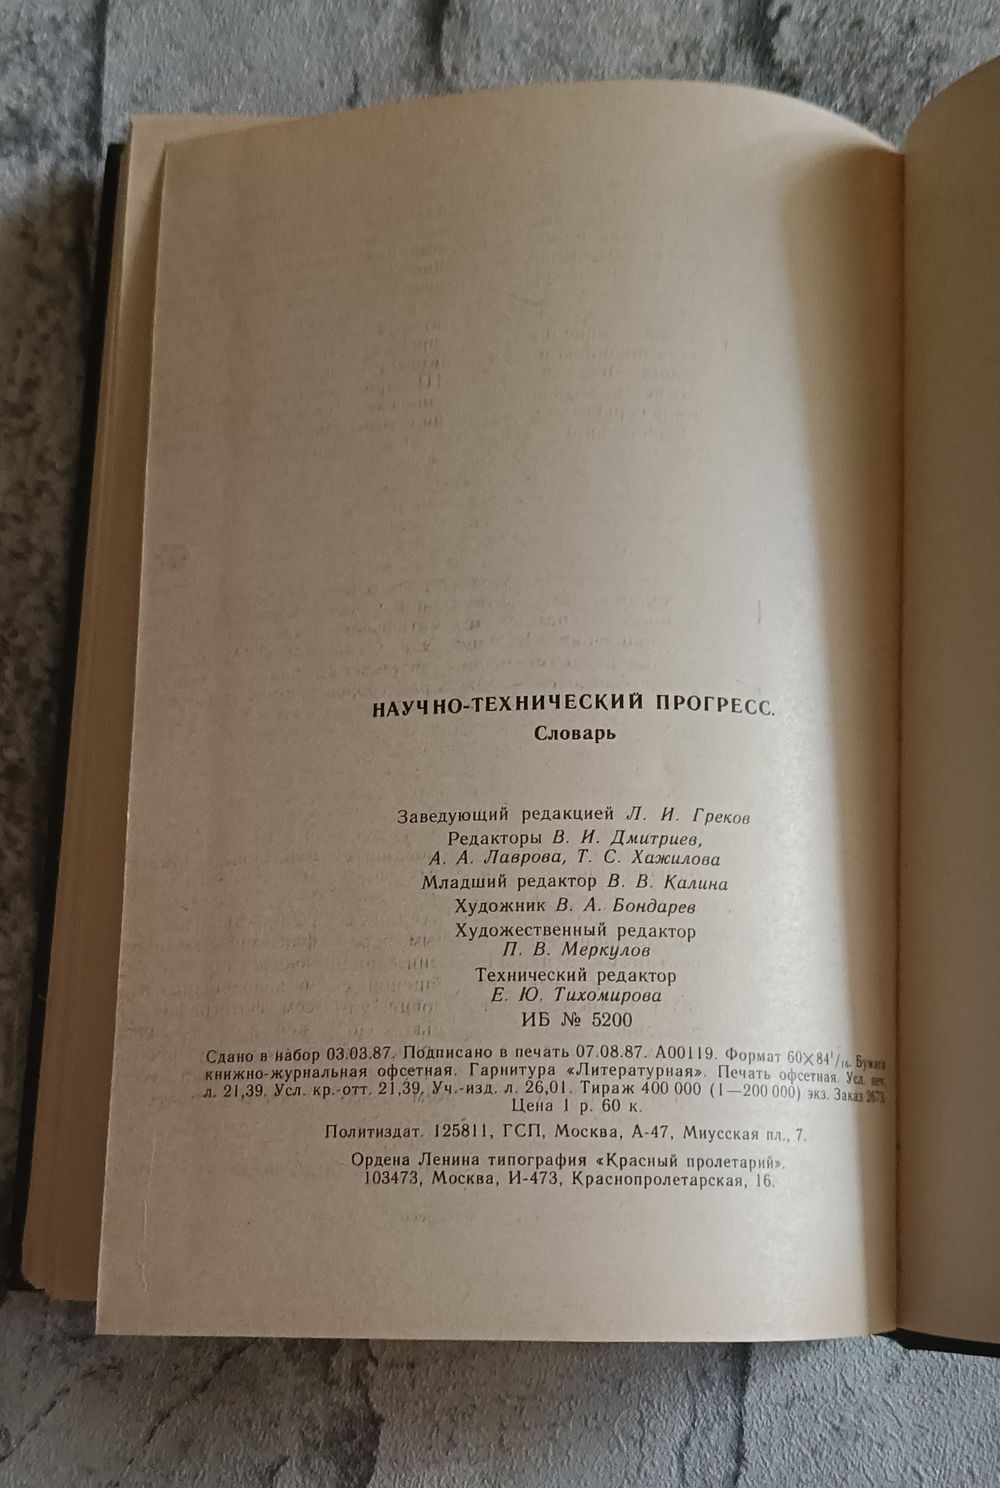 НАУЧНО-ТЕХНИЧЕСКИЙ ПРОГРЕСС.
Словарь
Заведующий редакцией Л. И. Греков
Редакторы В. И. Дмитриев,
А. А. Лаврова, Т. С. Хажилова
Младший редактор В. В. Калина
Художник В. А. Бондарев
Художественный редактор
П. В. Меркулов
Технический редактор
Е. Ю. Тихомирова
ИБ № 5200
Сдано в набор 03.03.87. Подписано в печать 07.08.87. А00119. Формат 60×84¹/₁₆. Бумага
книжно-журнальная офсетная. Гарнитура «Литературная». Печать офсетная. Усл. печ.
л. 21,39. Усл. кр.-отт. 21,39. Уч.-изд. л. 26,01. Тираж 400 000 (1—200 000) экз. Заказ 2673.
Цена 1 р. 60 к.
Политиздат. 125811, ГСП, Москва, А-47, Миусская пл., 7.
Ордена Ленина типография «Красный пролетарий».
103473, Москва, И-473, Краснопролетарская, 16.